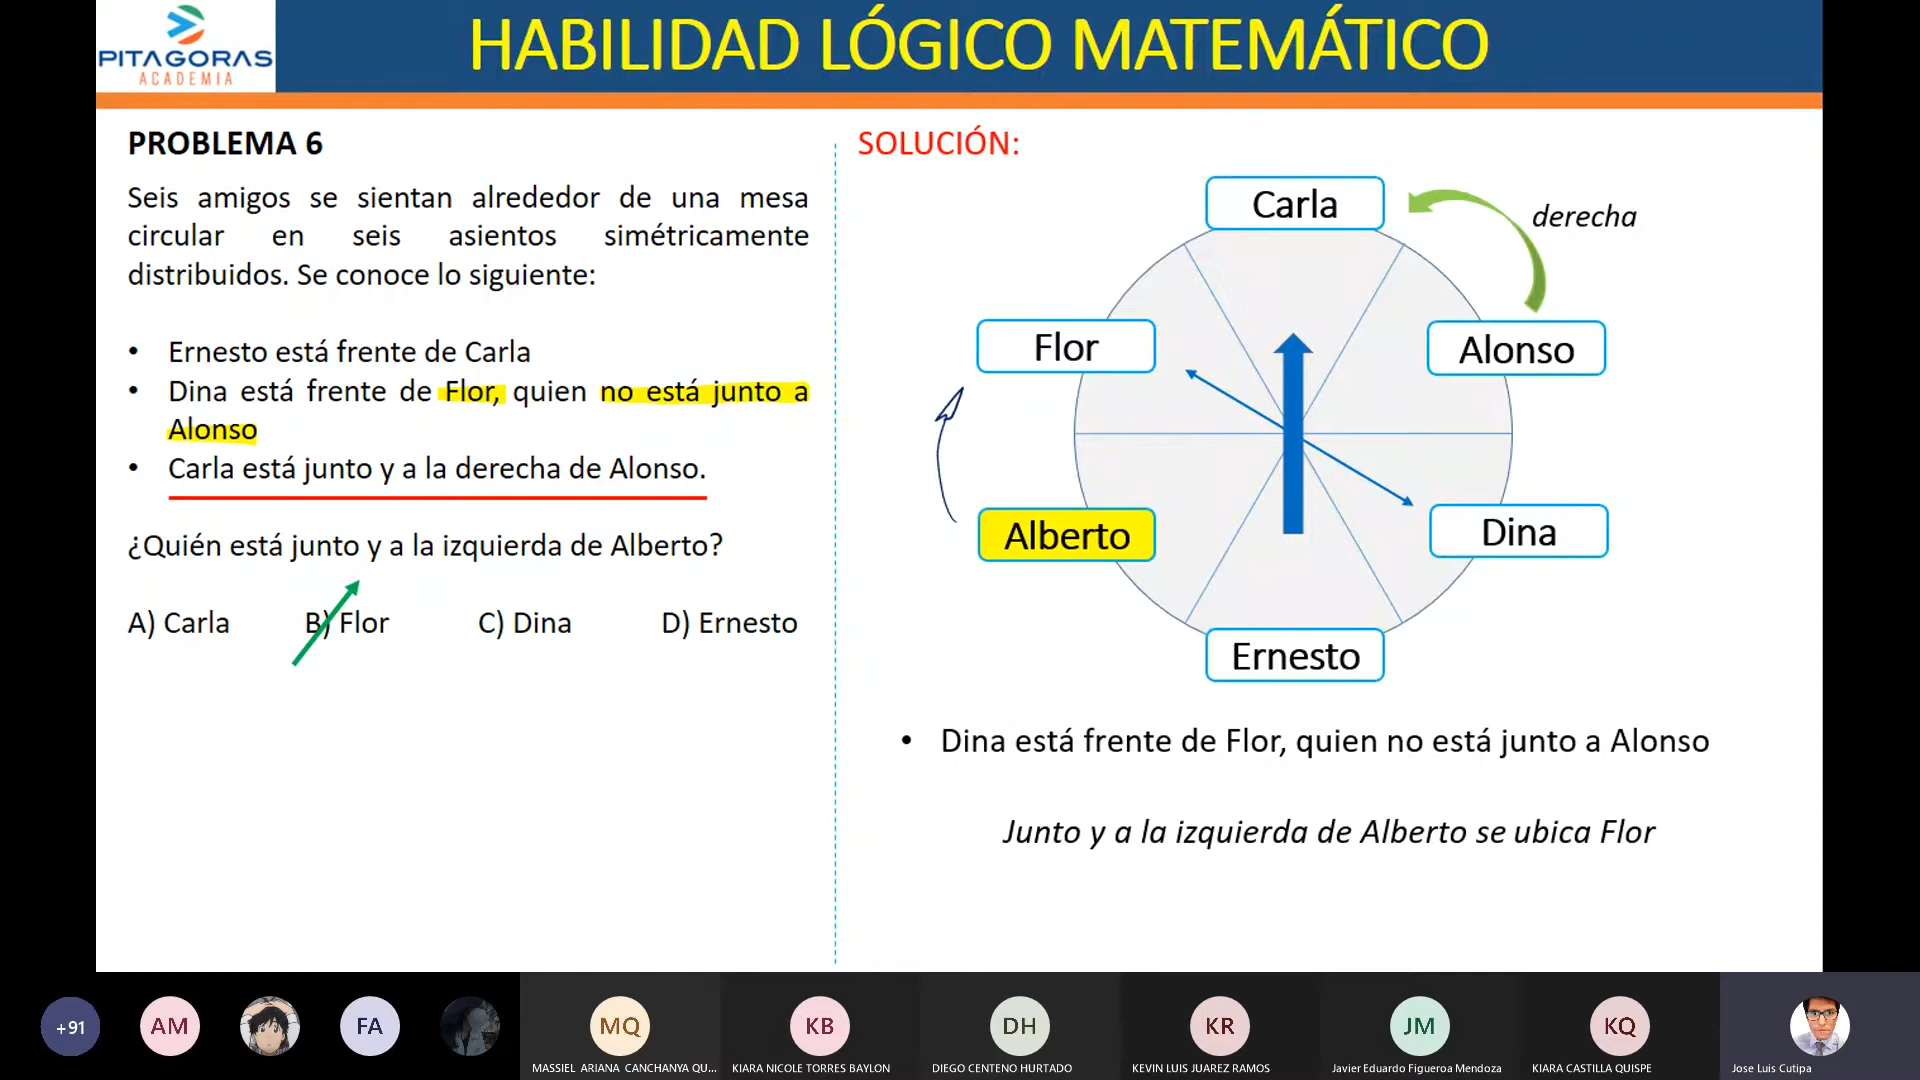 PITAGORAS
ACADEMIA
HABILIDAD LÓGICO MATEMÁTICO
PROBLEMA 6
Seis amigos se sientan alrededor de una mesa
circular en seis asientos simétricamente
distribuidos. Se conoce lo siguiente:
• Ernesto está frente de Carla
• Dina está frente de Flor, quien no está junto a
Alonso
• Carla está junto y a la derecha de Alonso.
¿Quién está junto y a la izquierda de Alberto?
A) Carla B) Flor C) Dina D) Ernesto
SOLUCIÓN:
Carla
derecha
Flor
Alonso
Alberto
Dina
Ernesto
• Dina está frente de Flor, quien no está junto a Alonso
Junto y a la izquierda de Alberto se ubica Flor
+91
AM
FA
MQ
KB
DH
KR
JM
KQ
MASSIEL ARIANA CANCHANYA QU...
KIARA NICOLE TORRES BAYLON
DIEGO CENTENO HURTADO
KEVIN LUIS JUAREZ RAMOS
Javier Eduardo Figueroa Mendoza
KIARA CASTILLA QUISPE
Jose Luis Cutipa